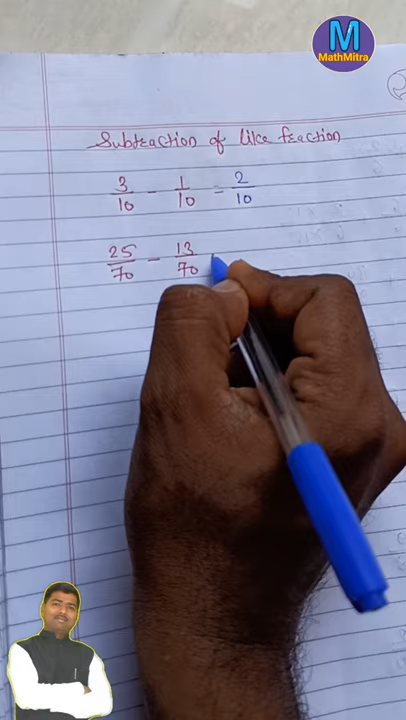 M
MathMitra
Subtraction of like fraction
3/10 - 1/10 = 2/10
25/70 - 13/70